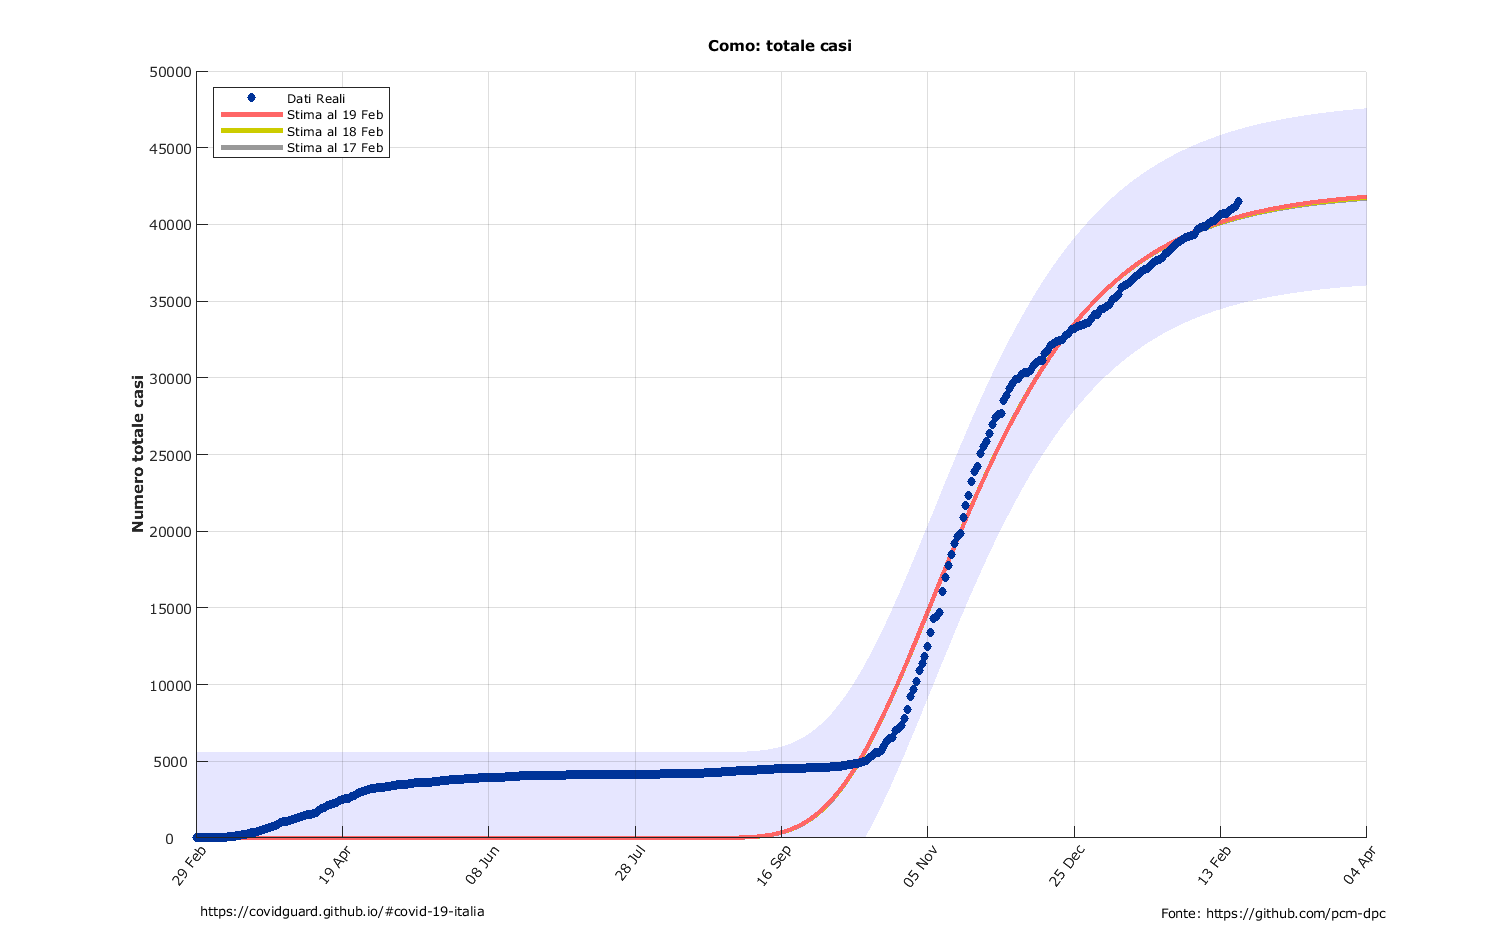 Como: totale casi
50000
45000
40000
35000
30000
25000
20000
15000
10000
5000
0
Numero totale casi
Dati Reali
Stima al 19 Feb
Stima al 18 Feb
Stima al 17 Feb
29 Feb
19 Apr
08 Jun
28 Jul
16 Sep
05 Nov
25 Dec
13 Feb
04 Apr
https://covidguard.github.io/#covid-19-italia
Fonte: https://github.com/pcm-dpc